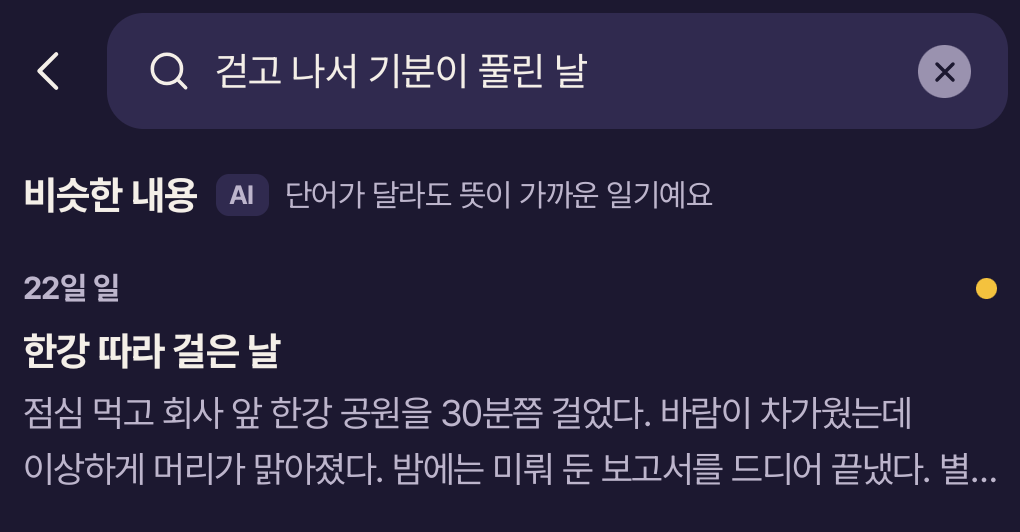 걷고 나서 기분이 풀린 날
비슷한 내용 AI 단어가 달라도 뜻이 가까운 일기예요
22일 일
한강 따라 걸은 날
점심 먹고 회사 앞 한강 공원을 30분쯤 걸었다. 바람이 차가웠는데
이상하게 머리가 맑아졌다. 밤에는 미뤄 둔 보고서를 드디어 끝냈다. 별...